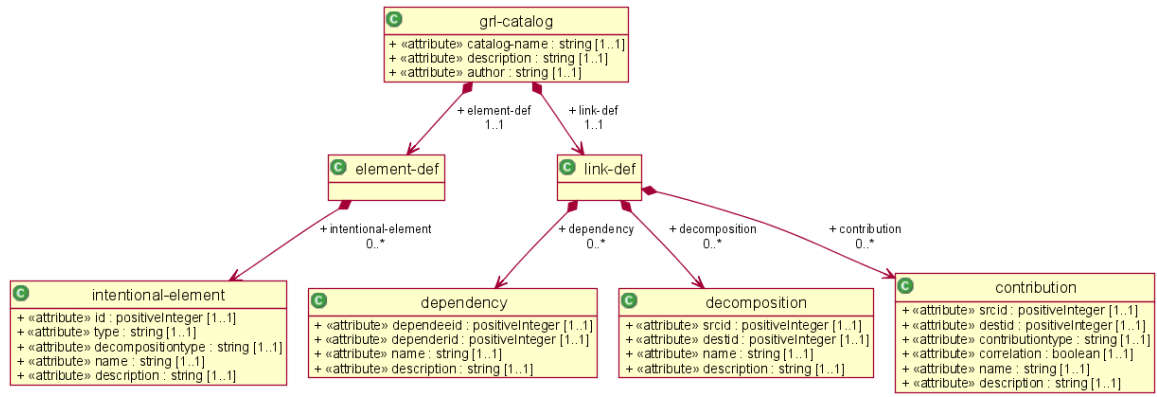 C grl-catalog
+ «attribute» catalog-name : string [1..1]
+ «attribute» description : string [1..1]
+ «attribute» author : string [1..1]
+ element-def
1..1
+ link-def
1..1
C element-def
C link-def
+ intentional-element
0..*
+ dependency
0..*
+ decomposition
0..*
+ contribution
0..*
C intentional-element
+ «attribute» id : positiveInteger [1..1]
+ «attribute» type : string [1..1]
+ «attribute» decompositiontype : string [1..1]
+ «attribute» name : string [1..1]
+ «attribute» description : string [1..1]
C dependency
+ «attribute» dependeeid : positiveInteger [1..1]
+ «attribute» dependerid : positiveInteger [1..1]
+ «attribute» name : string [1..1]
+ «attribute» description : string [1..1]
C decomposition
+ «attribute» srcid : positiveInteger [1..1]
+ «attribute» destid : positiveInteger [1..1]
+ «attribute» name : string [1..1]
+ «attribute» description : string [1..1]
C contribution
+ «attribute» srcid : positiveInteger [1..1]
+ «attribute» destid : positiveInteger [1..1]
+ «attribute» contributiontype : string [1..1]
+ «attribute» correlation : boolean [1..1]
+ «attribute» name : string [1..1]
+ «attribute» description : string [1..1]